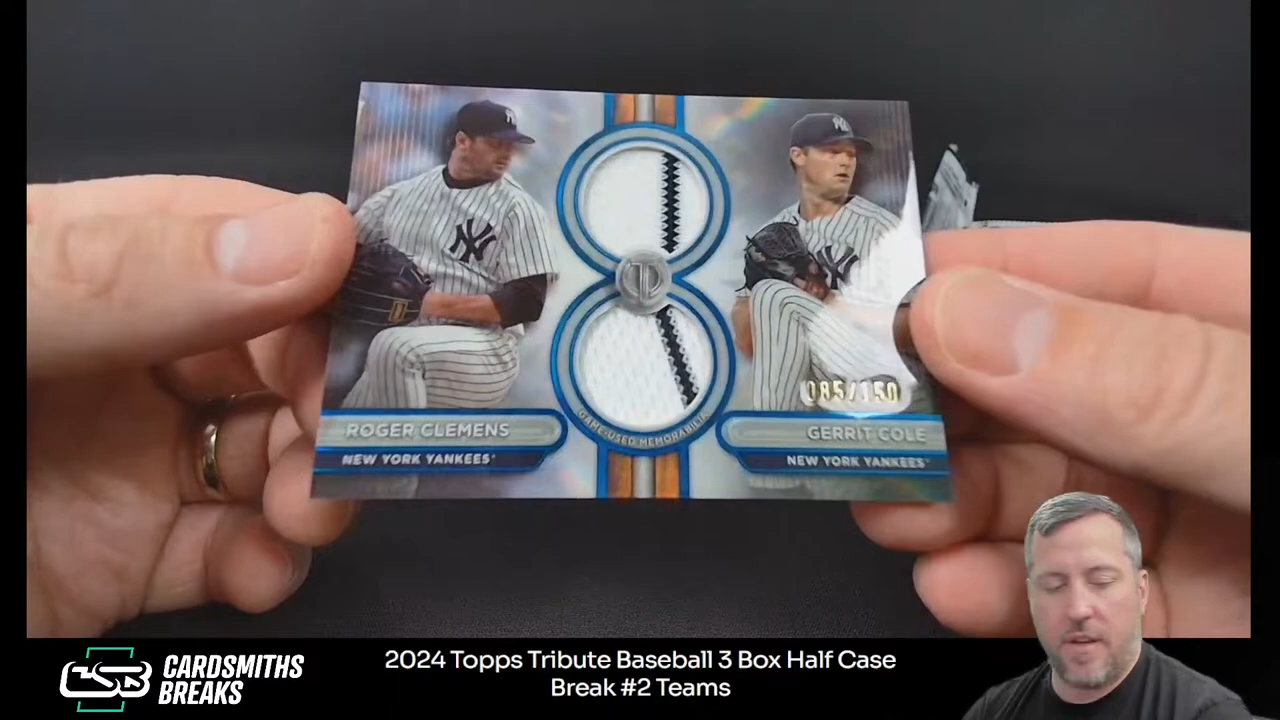 085/150
GAME-USED MEMORABILIA
ROGER CLEMENS
NEW YORK YANKEES
GERRIT COLE
NEW YORK YANKEES
CSB
CARDSMITHS
BREAKS
2024 Topps Tribute Baseball 3 Box Half Case
Break #2 Teams